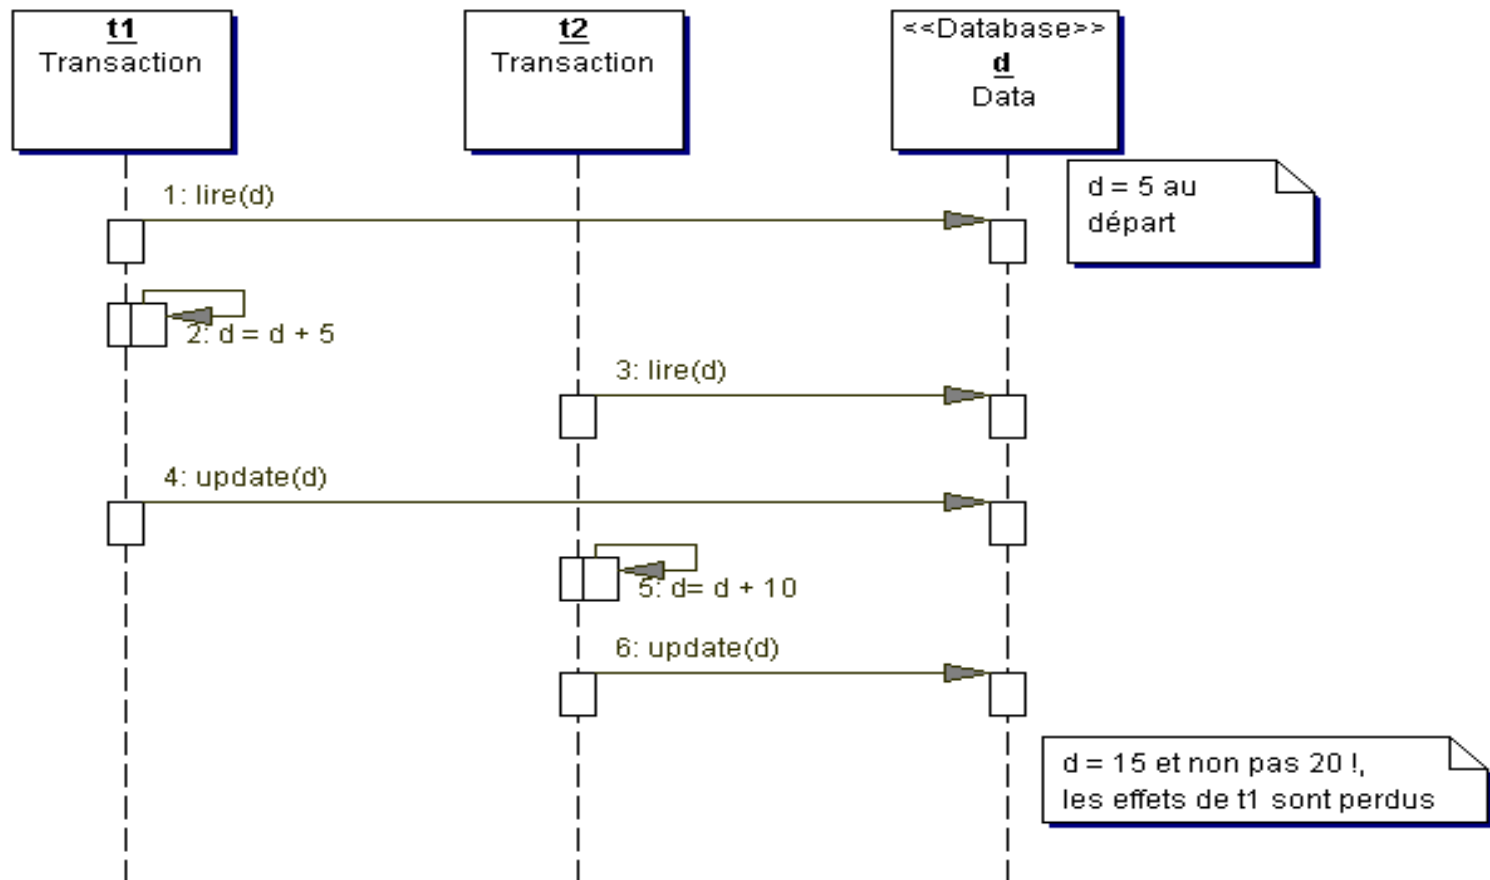 t1
Transaction
t2
Transaction
<<Database>>
d
Data
d = 5 au
départ
1: lire(d)
2: d = d + 5
3: lire(d)
4: update(d)
5: d= d + 10
6: update(d)
d = 15 et non pas 20 !,
les effets de t1 sont perdus